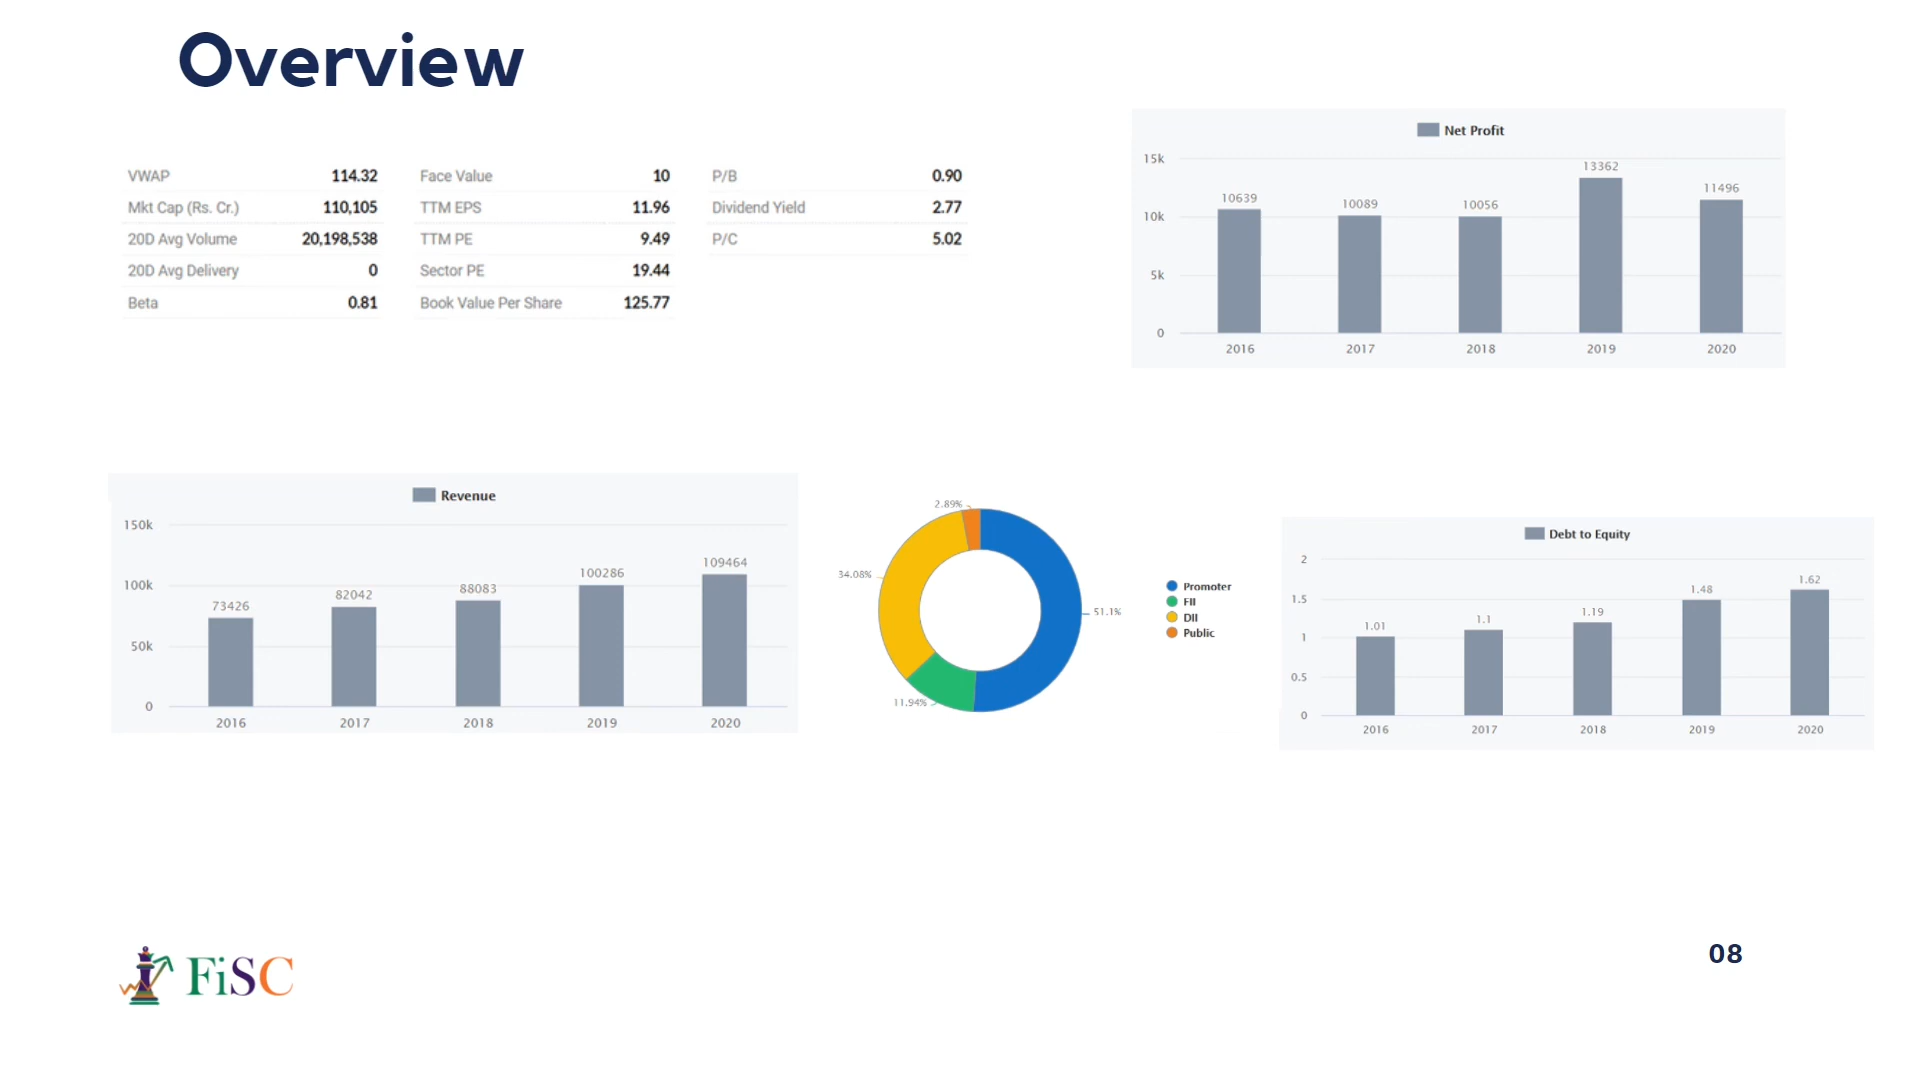 Overview
VWAP 114.32
Mkt Cap (Rs. Cr.) 110,105
20D Avg Volume 20,198,538
20D Avg Delivery 0
Beta 0.81
Face Value 10
TTM EPS 11.96
TTM PE 9.49
Sector PE 19.44
Book Value Per Share 125.77
P/B 0.90
Dividend Yield 2.77
P/C 5.02
Net Profit
15k
10k
5k
0
10639
10089
10056
13362
11496
2016 2017 2018 2019 2020
Revenue
150k
100k
50k
0
73426
82042
88083
100286
109464
2016 2017 2018 2019 2020
2.89%
34.08%
51.1%
11.94%
Promoter
FII
DII
Public
Debt to Equity
2
1.5
1
0.5
0
1.01
1.1
1.19
1.48
1.62
2016 2017 2018 2019 2020
FiSC
08